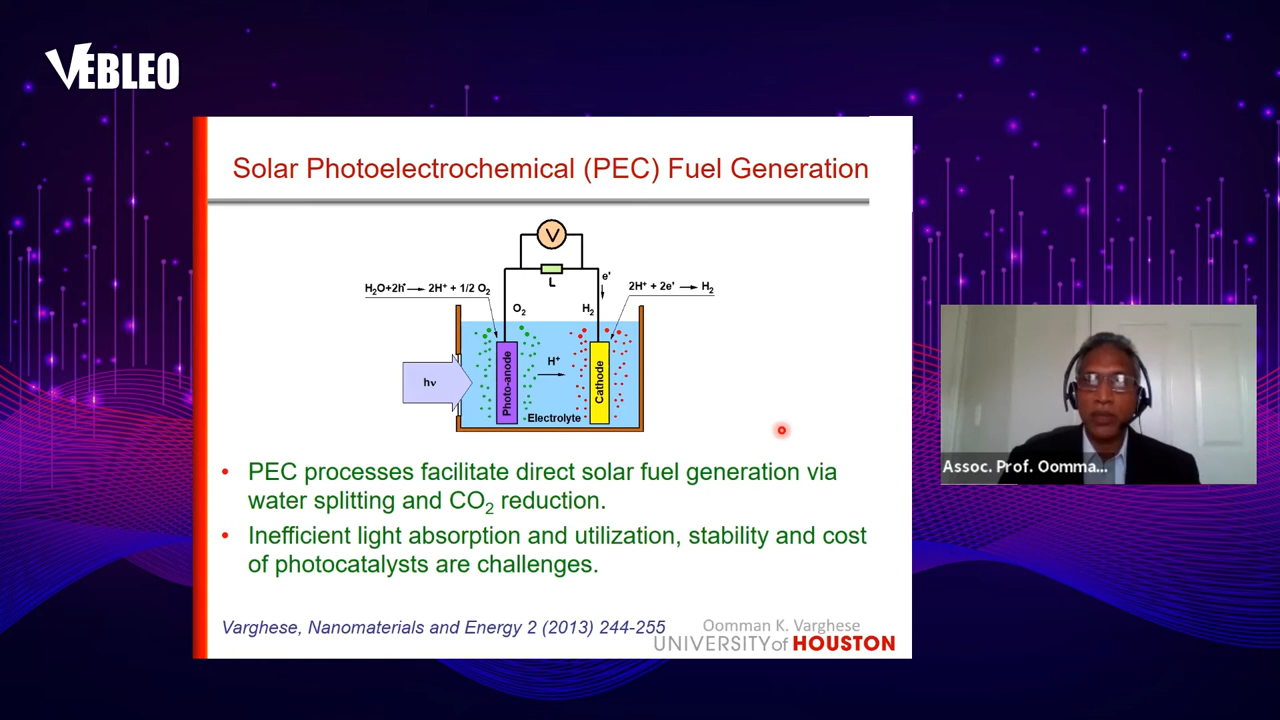 VEBLEO
Solar Photoelectrochemical (PEC) Fuel Generation
V
L
e-
H2O+2h+ → 2H+ + 1/2 O2
2H+ + 2e- → H2
O2
H2
H+
hν
Photo-anode
Cathode
Electrolyte
• PEC processes facilitate direct solar fuel generation via
water splitting and CO2 reduction.
• Inefficient light absorption and utilization, stability and cost
of photocatalysts are challenges.
Varghese, Nanomaterials and Energy 2 (2013) 244-255
Oomman K. Varghese
UNIVERSITY of HOUSTON
Assoc. Prof. Oomma...